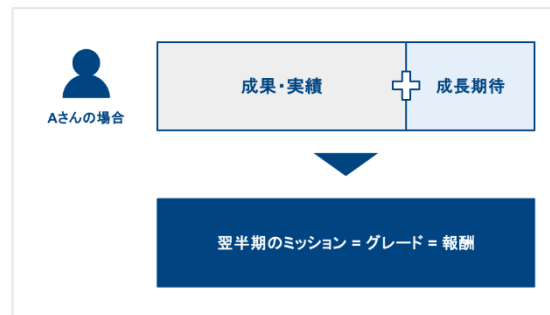 成果・実績
成長期待
Aさんの場合
翌半期のミッション = グレード = 報酬